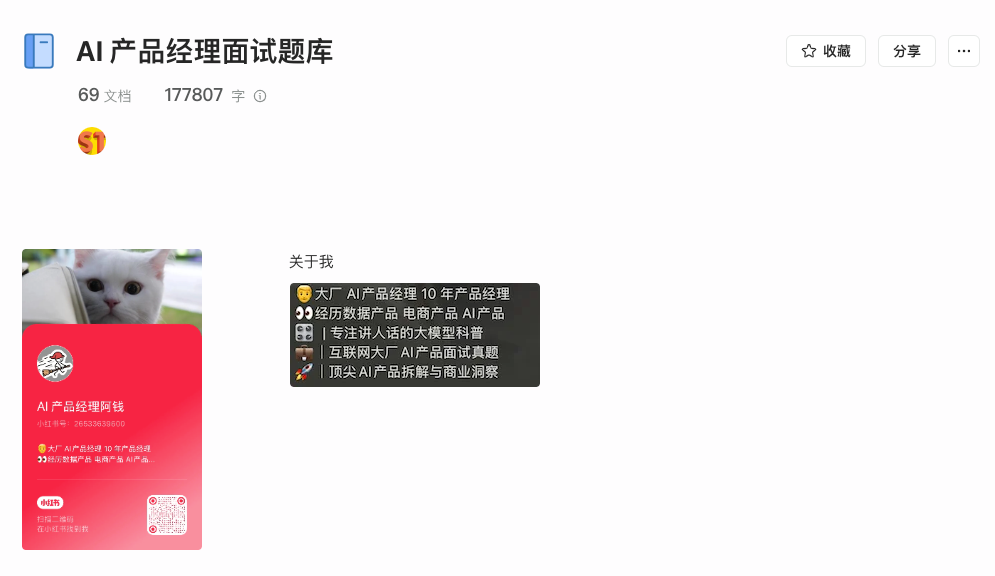 AI 产品经理面试题库
收藏
分享
69 文档 177807 字
S1
关于我
大厂 AI产品经理 10 年产品经理
经历数据产品 电商产品 AI产品
| 专注讲人话的大模型科普
| 互联网大厂 AI产品面试真题
| 顶尖AI产品拆解与商业洞察
AI 产品经理阿钱
小红书号：26533639600
大厂 AI产品经理 10 年产品经理
经历数据产品 电商产品 AI产品...
小红书
扫描二维码
在小红书找到我